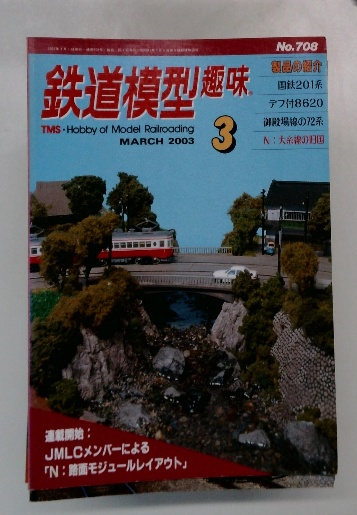 No.708
鉄道模型趣味
TMS・Hobby of Model Railroading
MARCH 2003
3
製品の紹介
国鉄201系
デフ付8620
御殿場線の72系
N：大糸線の旧国
連載開始：
JMLCメンバーによる
「N：路面モジュールレイアウト」